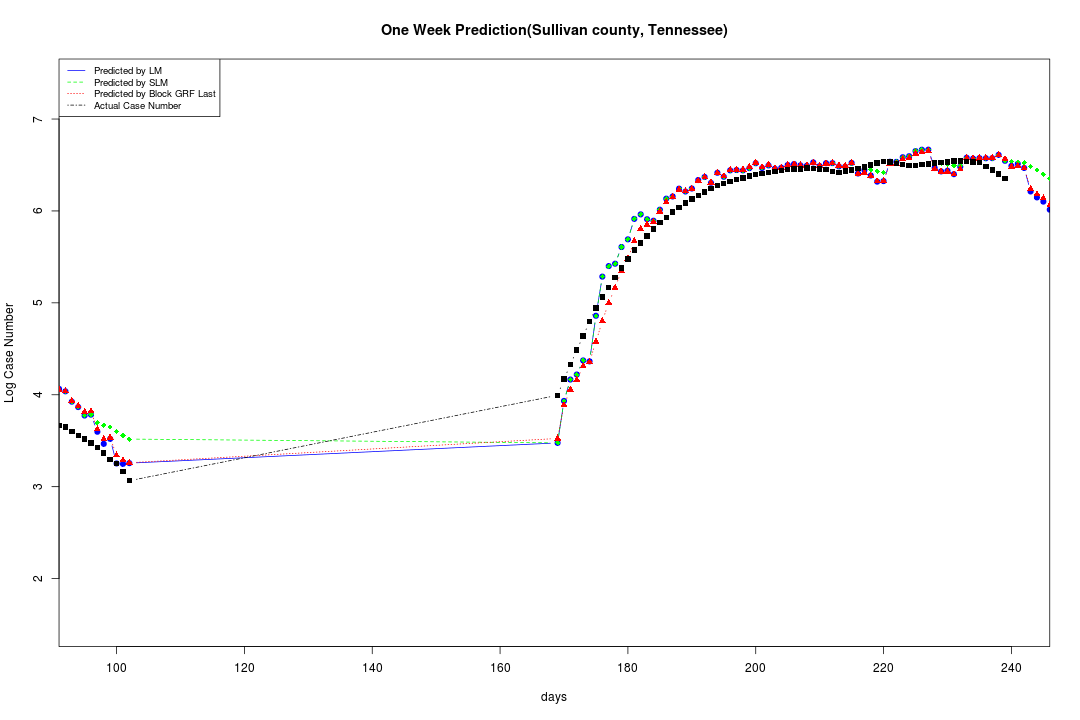 One Week Prediction(Sullivan county, Tennessee)
Predicted by LM
Predicted by SLM
Predicted by Block GRF Last
Actual Case Number
Log Case Number
7
6
5
4
3
2
100 120 140 160 180 200 220 240
days